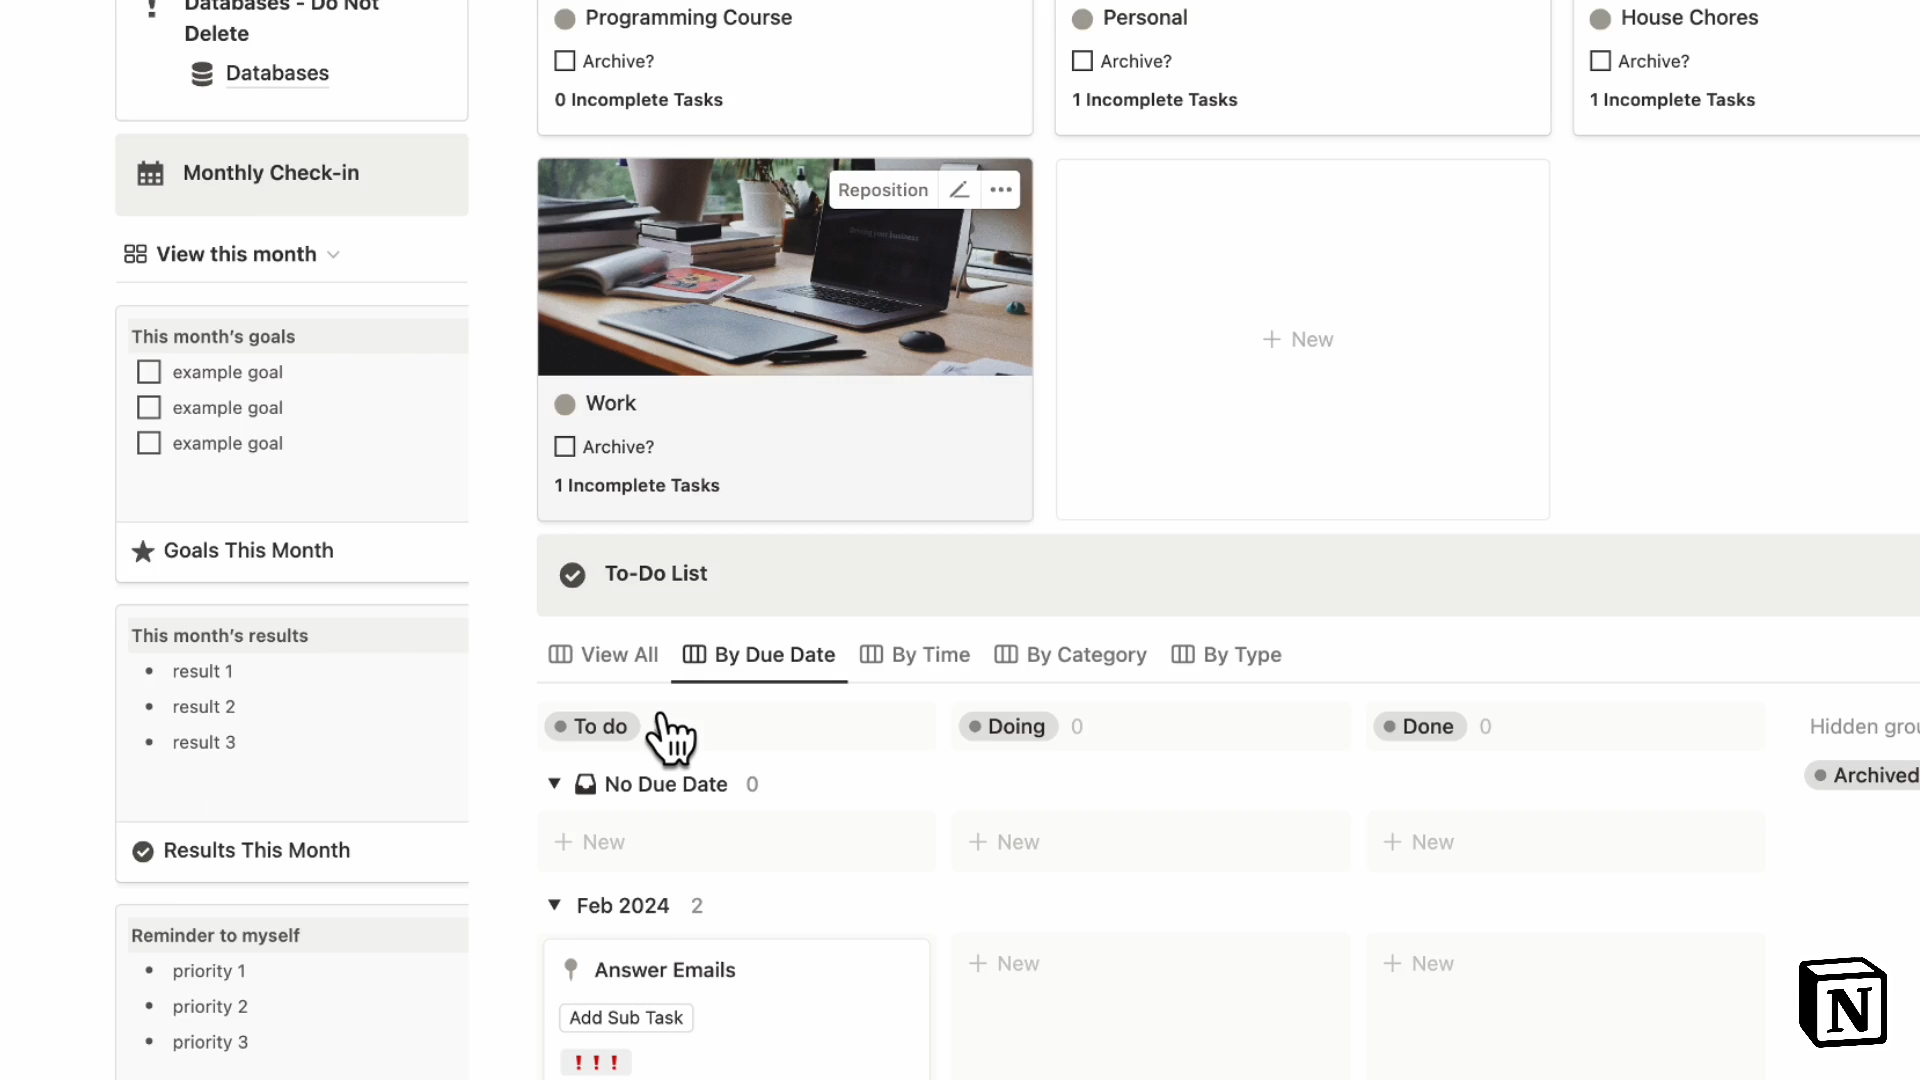 Databases - Do Not
Delete
Databases
Monthly Check-in
View this month
This month's goals
example goal
example goal
example goal
Goals This Month
This month's results
• result 1
• result 2
• result 3
Results This Month
Reminder to myself
• priority 1
• priority 2
• priority 3
Programming Course
Archive?
0 Incomplete Tasks
Personal
Archive?
1 Incomplete Tasks
House Chores
Archive?
1 Incomplete Tasks
Reposition
Work
Archive?
1 Incomplete Tasks
+ New
To-Do List
View All By Due Date By Time By Category By Type
To do Doing 0 Done 0 Hidden grou
Archived
No Due Date 0
+ New + New + New
Feb 2024 2
Answer Emails
Add Sub Task
!!!
+ New + New
N